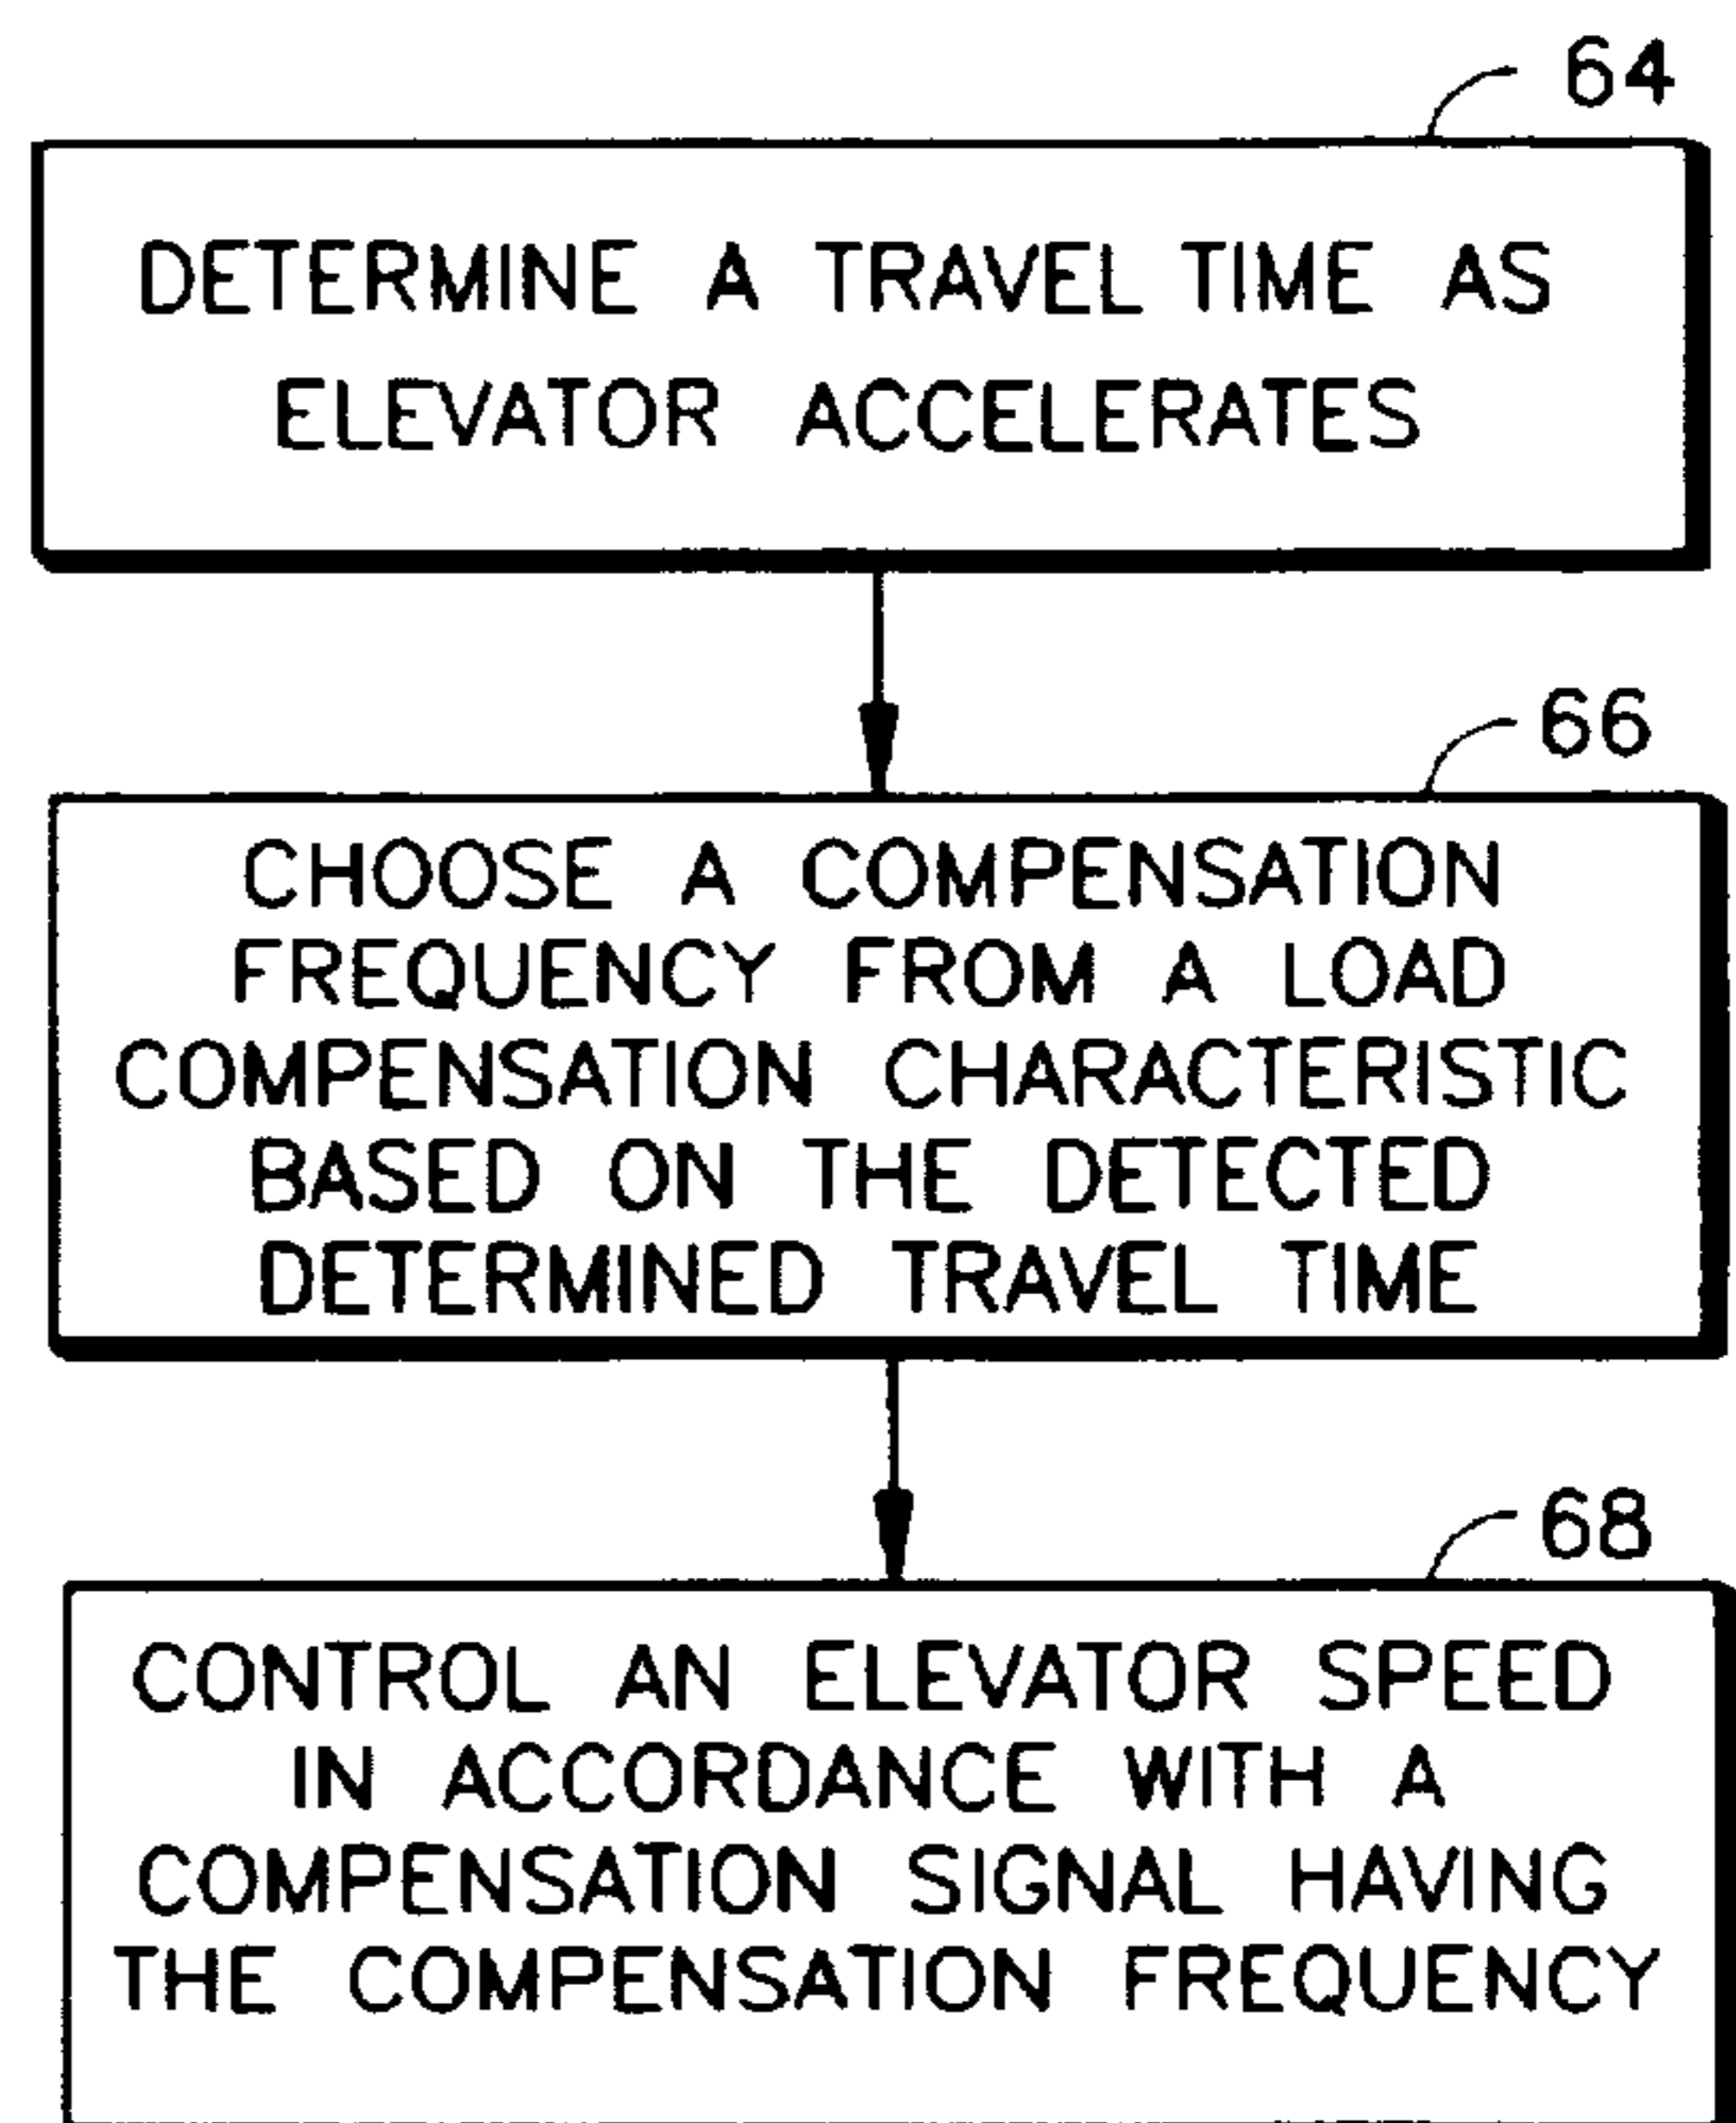 64
DETERMINE A TRAVEL TIME AS
ELEVATOR ACCELERATES
66
CHOOSE A COMPENSATION
FREQUENCY FROM A LOAD
COMPENSATION CHARACTERISTIC
BASED ON THE DETECTED
DETERMINED TRAVEL TIME
68
CONTROL AN ELEVATOR SPEED
IN ACCORDANCE WITH A
COMPENSATION SIGNAL HAVING
THE COMPENSATION FREQUENCY